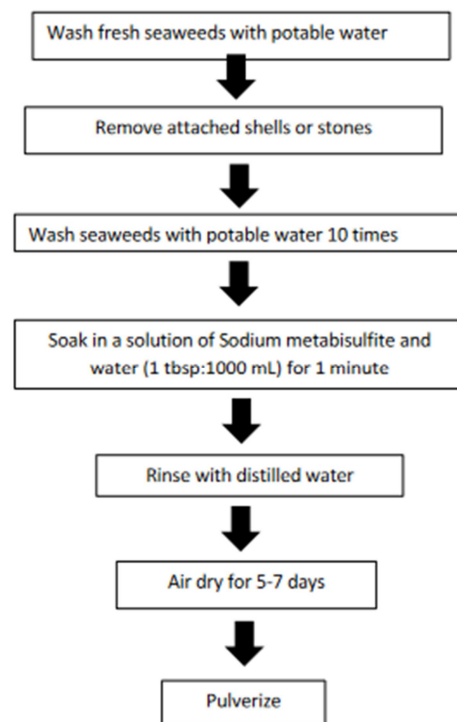 Wash fresh seaweeds with potable water
Remove attached shells or stones
Wash seaweeds with potable water 10 times
Soak in a solution of Sodium metabisulfite and
water (1 tbsp:1000 mL) for 1 minute
Rinse with distilled water
Air dry for 5-7 days
Pulverize